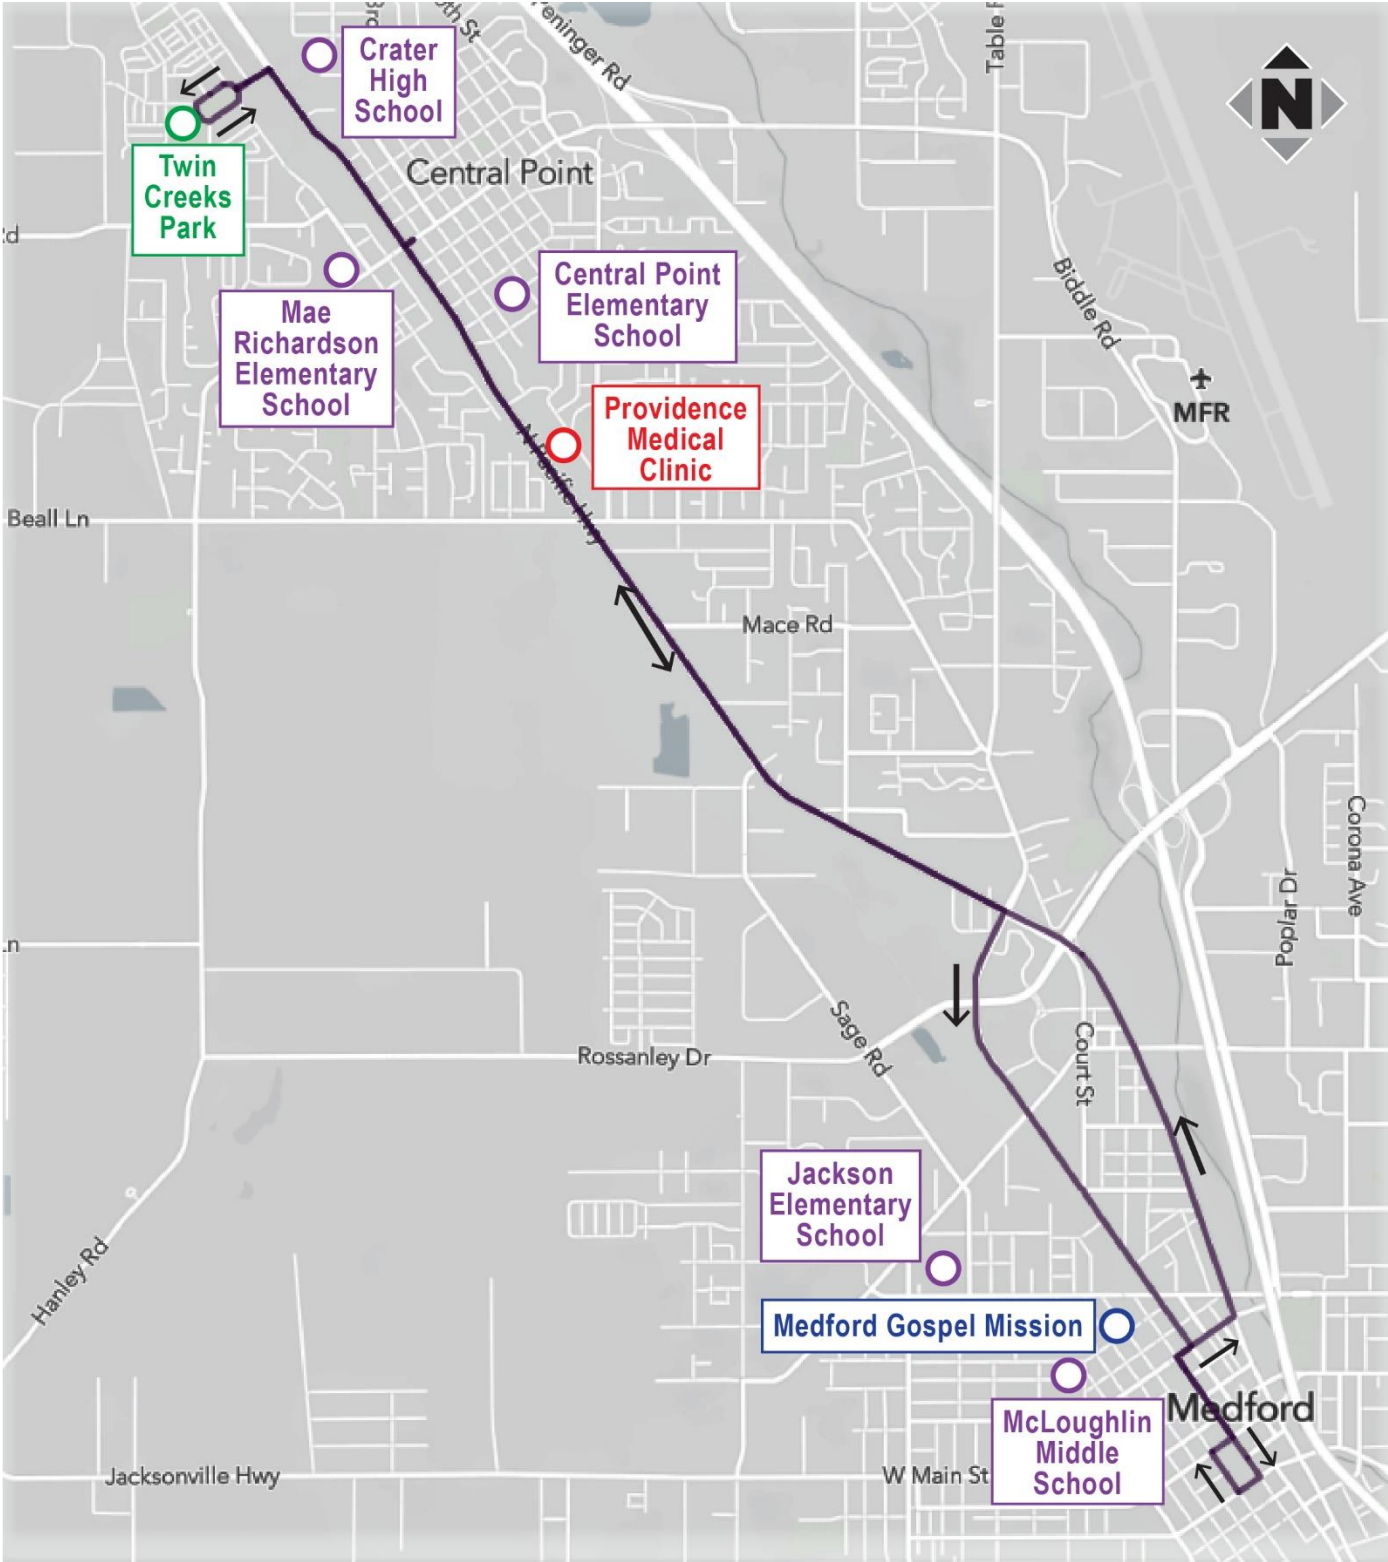 Table
Crater
High
School
N
Central Point
Twin
Creeks
Park
Biddle Rd
Central Point
Elementary
School
Mae
Richardson
Elementary
School
MFR
Providence
Medical
Clinic
N Pacific Hwy
Beall Ln
Mace Rd
Corona Ave
Poplar Dr
Sage Rd
Court St
Rossanley Dr
Jackson
Elementary
School
Hanley Rd
Medford Gospel Mission
McLoughlin
Middle
School
Medford
Jacksonville Hwy
W Main St